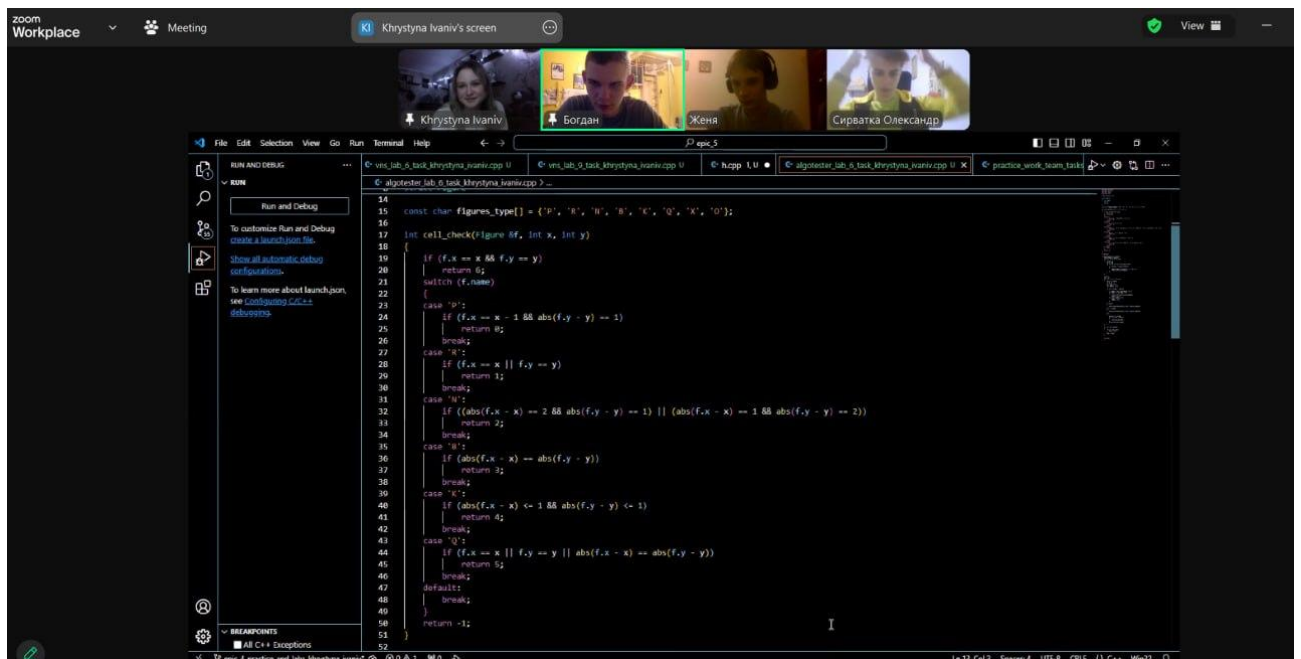 zoom
Workplace
Meeting
KI Khrystyna Ivaniv's screen
View
Khrystyna Ivaniv
Богдан
Женя
Сирватка Олександр
File Edit Selection View Go Run Terminal Help
epic_5
RUN AND DEBUG
vns_lab_6_task_khrystyna_ivaniv.cpp U
vns_lab_9_task_khrystyna_ivaniv.cpp U
h.cpp 1, U
algotester_lab_6_task_khrystyna_ivaniv.cpp U
practice_work_team_tasks
RUN
Run and Debug
To customize Run and Debug
create a launch.json file.
Show all automatic debug
configurations.
To learn more about launch.json,
see Configuring C/C++
debugging.
algotester_lab_6_task_khrystyna_ivaniv.cpp > ...
14
15 const char figures_type[] = {'P', 'R', 'N', 'B', 'K', 'Q', 'X', 'O'};
16
17 int cell_check(Figure &f, int x, int y)
18 {
19 if (f.x == x && f.y == y)
20 return 6;
21 switch (f.name)
22 {
23 case 'P':
24 if (f.x == x - 1 && abs(f.y - y) == 1)
25 return 0;
26 break;
27 case 'R':
28 if (f.x == x || f.y == y)
29 return 1;
30 break;
31 case 'N':
32 if ((abs(f.x - x) == 2 && abs(f.y - y) == 1) || (abs(f.x - x) == 1 && abs(f.y - y) == 2))
33 return 2;
34 break;
35 case 'B':
36 if (abs(f.x - x) == abs(f.y - y))
37 return 3;
38 break;
39 case 'K':
40 if (abs(f.x - x) <= 1 && abs(f.y - y) <= 1)
41 return 4;
42 break;
43 case 'Q':
44 if (f.x == x || f.y == y || abs(f.x - x) == abs(f.y - y))
45 return 5;
46 break;
47 default:
48 break;
49 }
50 return -1;
51 }
52
BREAKPOINTS
All C++ Exceptions